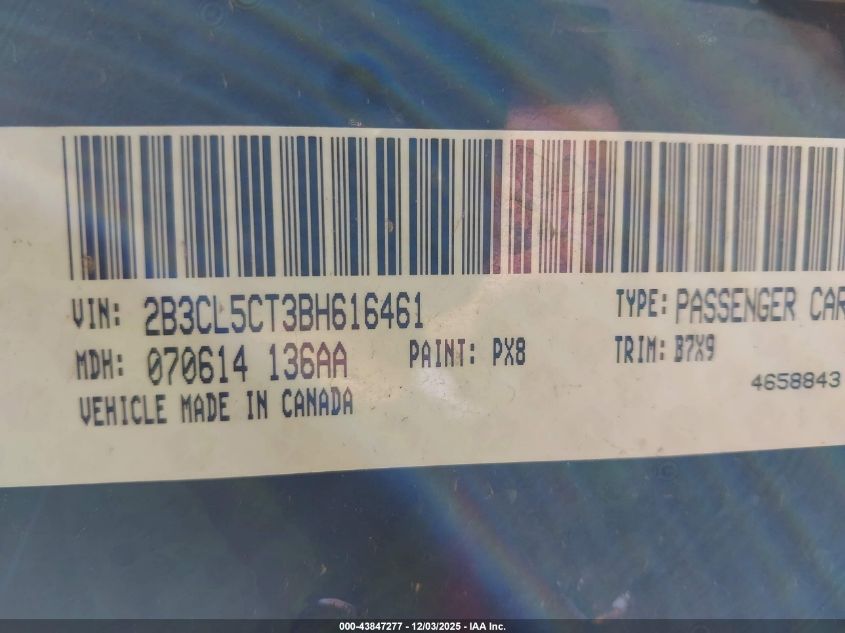 VIN: 2B3CL5CT3BH616461 TYPE: PASSENGER CAR
MDH: 070614 136AA PAINT: PX8 TRIM: B7X9
4658843
VEHICLE MADE IN CANADA
000-43847277 - 12/03/2025 - IAA Inc.